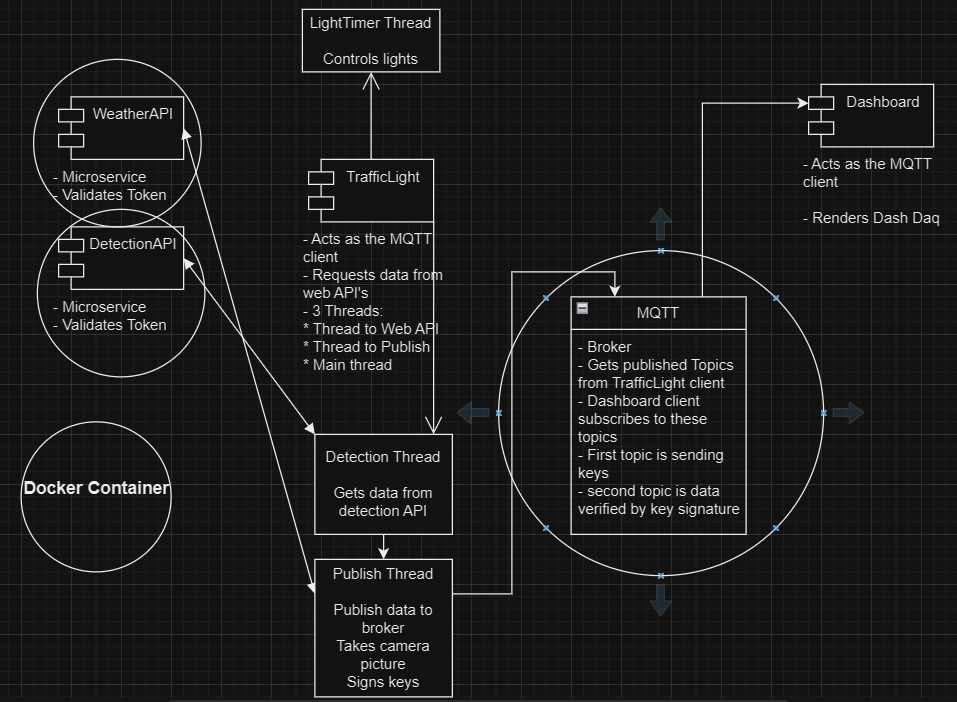 LightTimer Thread
Controls lights
WeatherAPI
- Microservice
- Validates Token
DetectionAPI
- Microservice
- Validates Token
Docker Container
TrafficLight
- Acts as the MQTT
client
- Requests data from
web API's
- 3 Threads:
* Thread to Web API
* Thread to Publish
* Main thread
Detection Thread
Gets data from
detection API
Publish Thread
Publish data to
broker
Takes camera
picture
Signs keys
MQTT
- Broker
- Gets published Topics
from TrafficLight client
- Dashboard client
subscribes to these
topics
- First topic is sending
keys
- second topic is data
verified by key signature
Dashboard
- Acts as the MQTT
client
- Renders Dash Daq